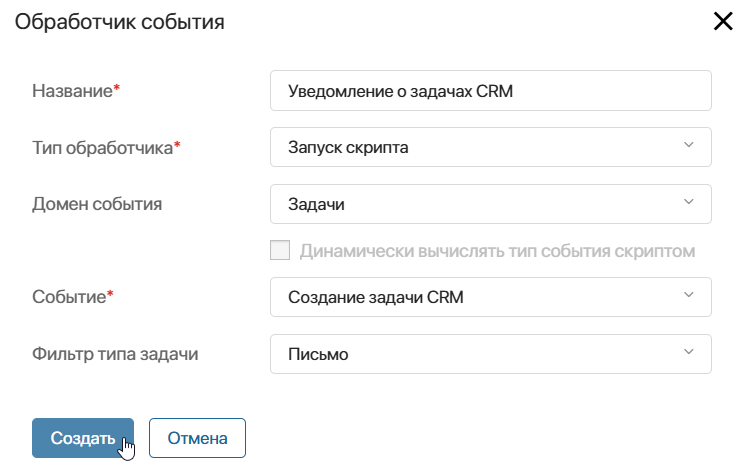 Обработчик события
Название* Уведомление о задачах CRM
Тип обработчика* Запуск скрипта
Домен события Задачи
Динамически вычислять тип события скриптом
Событие* Создание задачи CRM
Фильтр типа задачи Письмо
Создать Отмена